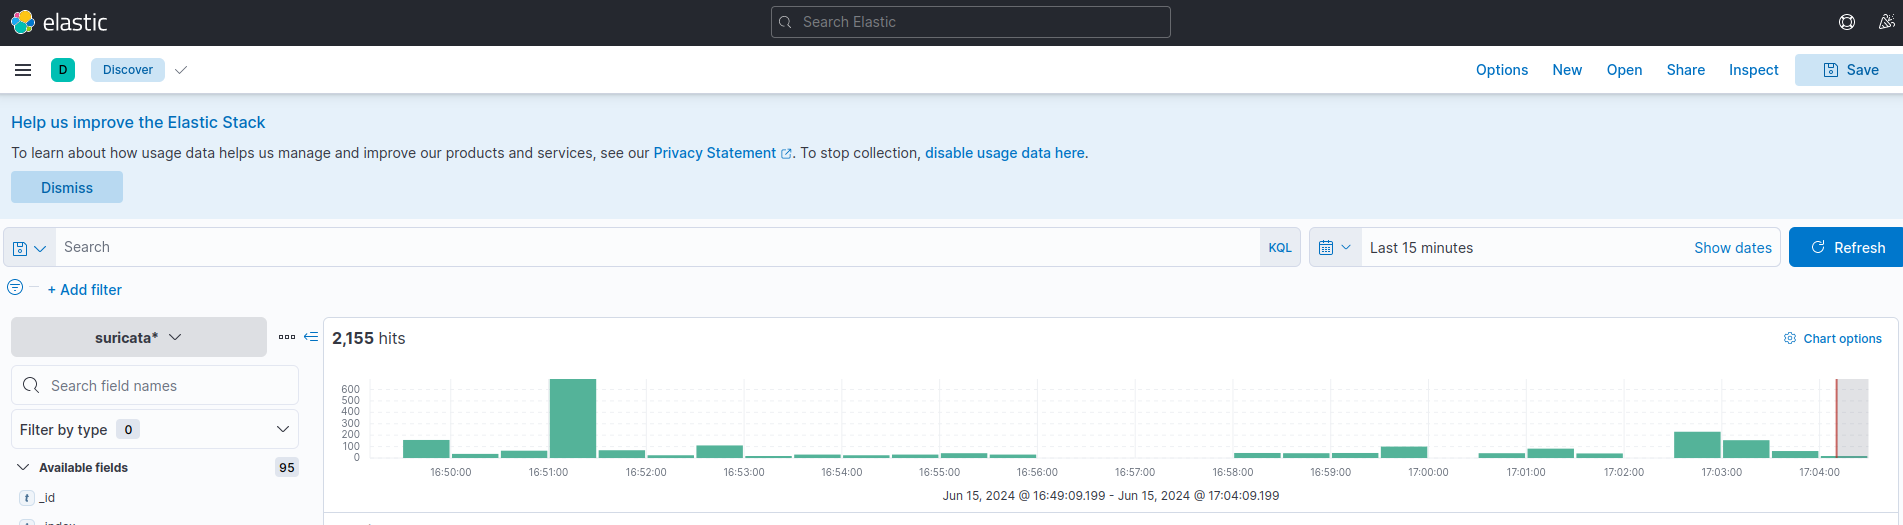 elastic
Search Elastic
D Discover Options New Open Share Inspect Save
Help us improve the Elastic Stack
To learn about how usage data helps us manage and improve our products and services, see our Privacy Statement. To stop collection, disable usage data here.
Dismiss
Search KQL Last 15 minutes Show dates Refresh
+ Add filter
suricata*
2,155 hits
Chart options
Search field names
Filter by type 0
Available fields 95
t _id
t _index
600
500
400
300
200
100
0
16:50:00 16:51:00 16:52:00 16:53:00 16:54:00 16:55:00 16:56:00 16:57:00 16:58:00 16:59:00 17:00:00 17:01:00 17:02:00 17:03:00 17:04:00
Jun 15, 2024 @ 16:49:09.199 - Jun 15, 2024 @ 17:04:09.199